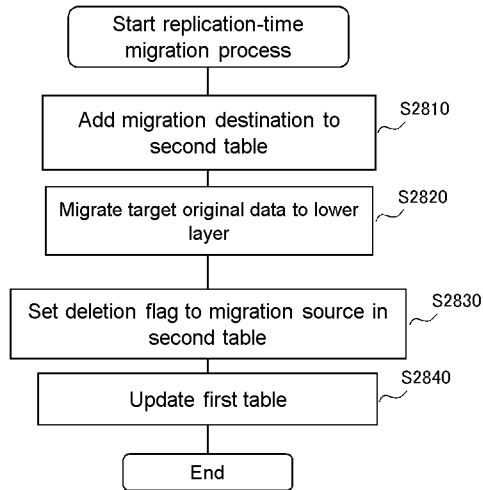 Start replication-time
migration process
Add migration destination to
second table
S2810
Migrate target original data to lower
layer
S2820
Set deletion flag to migration source in
second table
S2830
Update first table
S2840
End